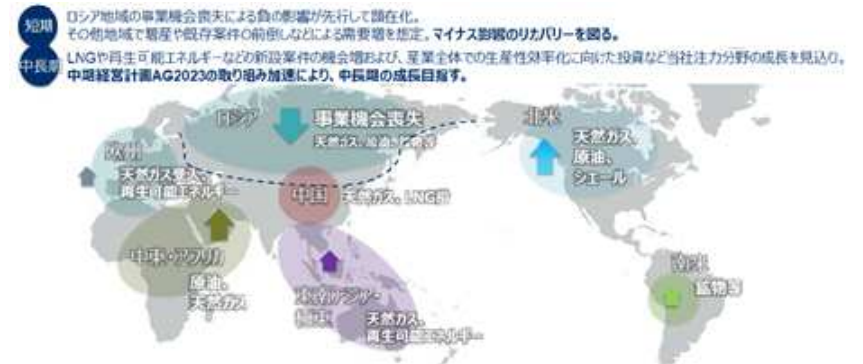 短期
ロシア地域の事業機会喪失による負の影響が先行して顕在化。
その他地域で増産や既存案件の前倒しなどによる需要増を想定。マイナス影響のリカバリーを図る。
中長期
LNGや再生可能エネルギーなどの新設案件の機会増および、産業全体での生産性効率化に向けた投資など当社注力分野の成長を見込む。
中期経営計画AG2023の取り組み加速により、中長期の成長目指す。
ロシア
事業機会喪失
天然ガス、
北米
天然ガス、
原油、
シェール
欧州
天然ガス受入、
再生可能エネルギー
中国
天然ガス、LNG
中東・アフリカ
原油、
天然ガス
東南アジア・
天然ガス、
再生可能エネルギー
南米
鉱物等